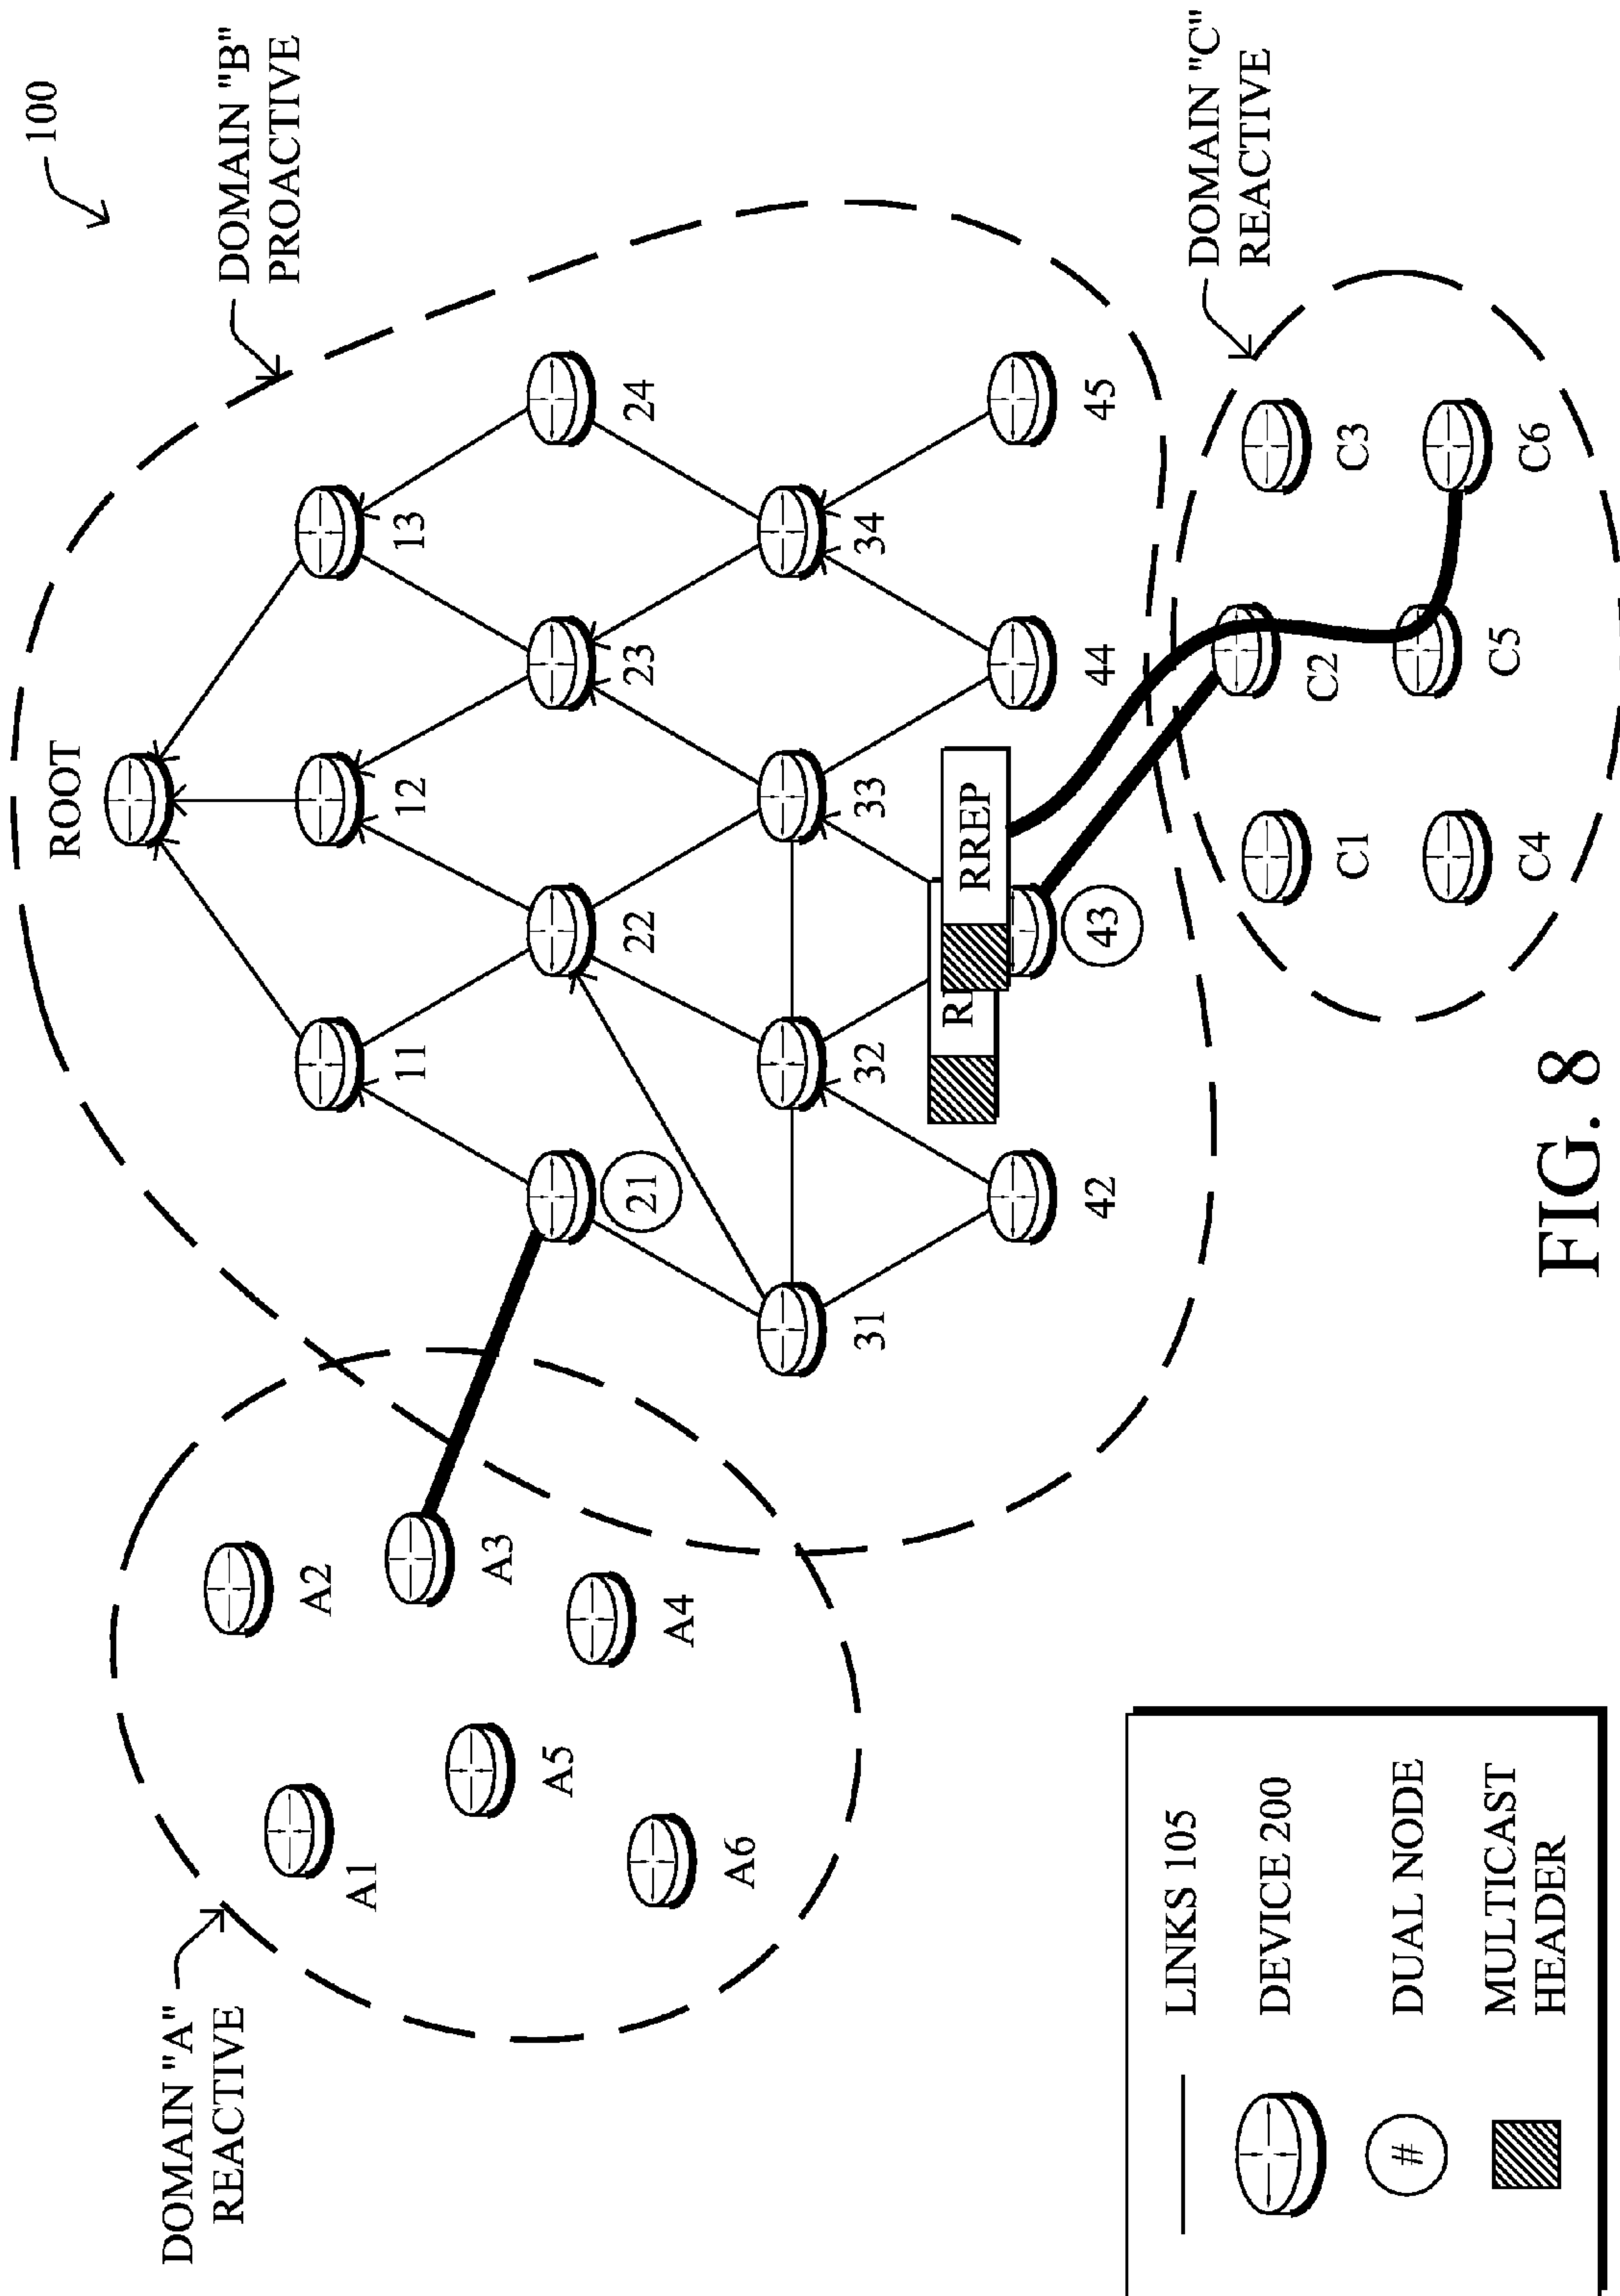 100
DOMAIN "A"
REACTIVE
DOMAIN "B"
PROACTIVE
ROOT
A1
A2
A3
A4
A5
A6
11
12
13
21
22
23
24
31
32
33
34
42
43
44
45
RREP
DOMAIN "C"
REACTIVE
C1
C2
C3
C4
C5
C6
LINKS 105
DEVICE 200
# DUAL NODE
MULTICAST
HEADER
FIG. 8